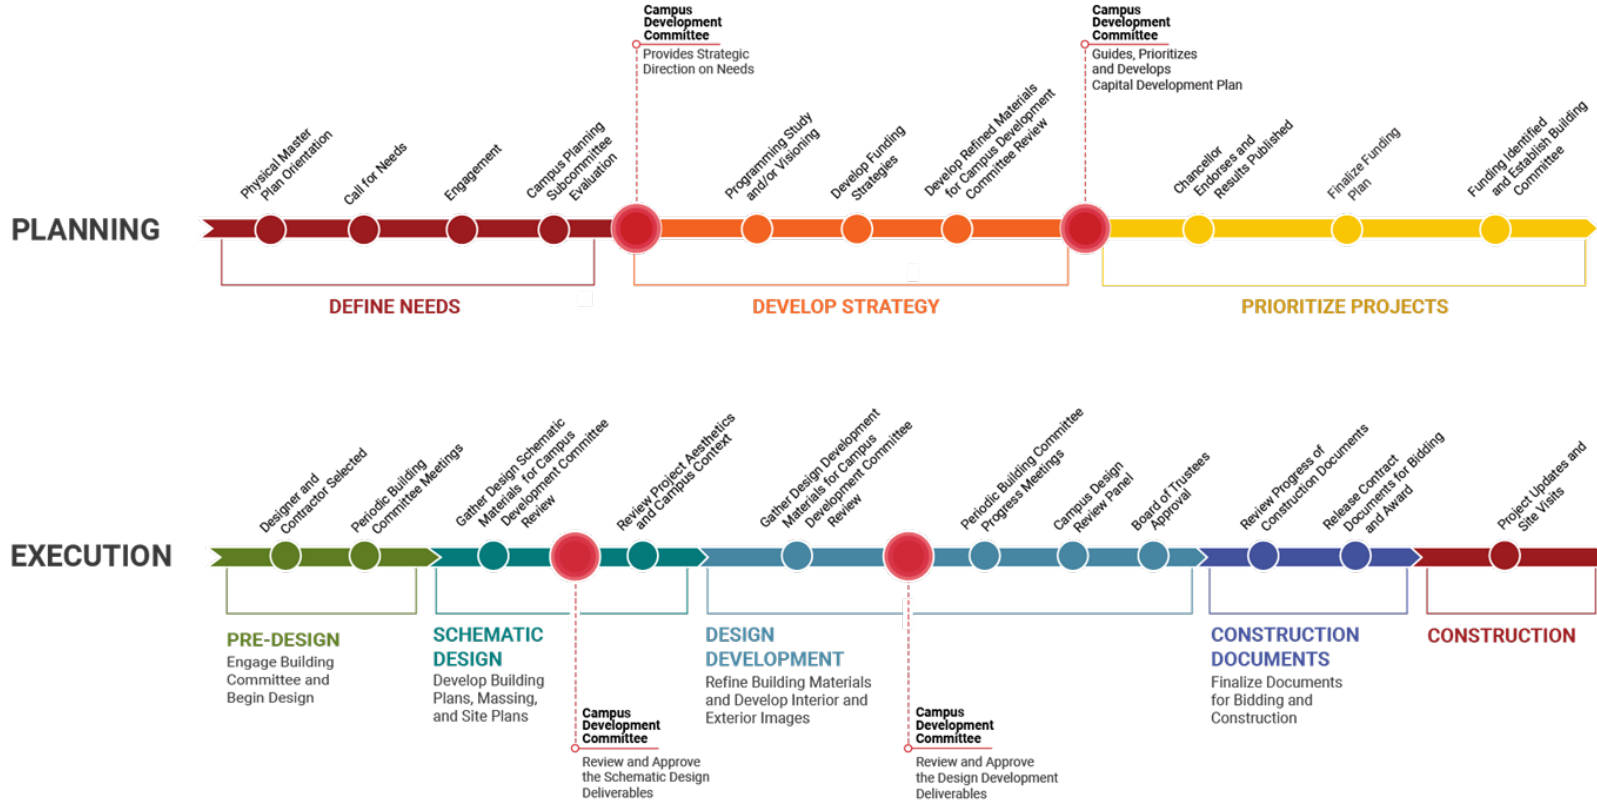 Campus
Development
Committee
Provides Strategic
Direction on Needs
Campus
Development
Committee
Guides, Prioritizes
and Develops
Capital Development Plan
PLANNING
Physical Master
Plan Orientation
Call for Needs
Engagement
Campus Planning
Subcommittee
Evaluation
Programming Study
and/or Visioning
Develop Funding
Strategies
Develop Refined Materials
for Campus Development
Committee Review
Chancellor
Endorses and
Results Published
Finalize Funding
Plan
Funding Identified
and Establish Building
Committee
DEFINE NEEDS
DEVELOP STRATEGY
PRIORITIZE PROJECTS
EXECUTION
Designer and
Contractor Selected
Periodic Building
Committee Meetings
Gather Design Schematic
Materials for Campus
Development Committee
Review
Review Project Aesthetics
and Campus Context
Gather Design Development
Materials for Campus
Development Committee
Review
Periodic Building Committee
Progress Meetings
Campus Design
Review Panel
Board of Trustees
Approval
Review Progress of
Construction Documents
Release Contract
Documents for Bidding
and Award
Project Updates and
Site Visits
PRE-DESIGN
Engage Building
Committee and
Begin Design
SCHEMATIC
DESIGN
Develop Building
Plans, Massing,
and Site Plans
Campus
Development
Committee
Review and Approve
the Schematic Design
Deliverables
DESIGN
DEVELOPMENT
Refine Building Materials
and Develop Interior and
Exterior Images
Campus
Development
Committee
Review and Approve
the Design Development
Deliverables
CONSTRUCTION
DOCUMENTS
Finalize Documents
for Bidding and
Construction
CONSTRUCTION